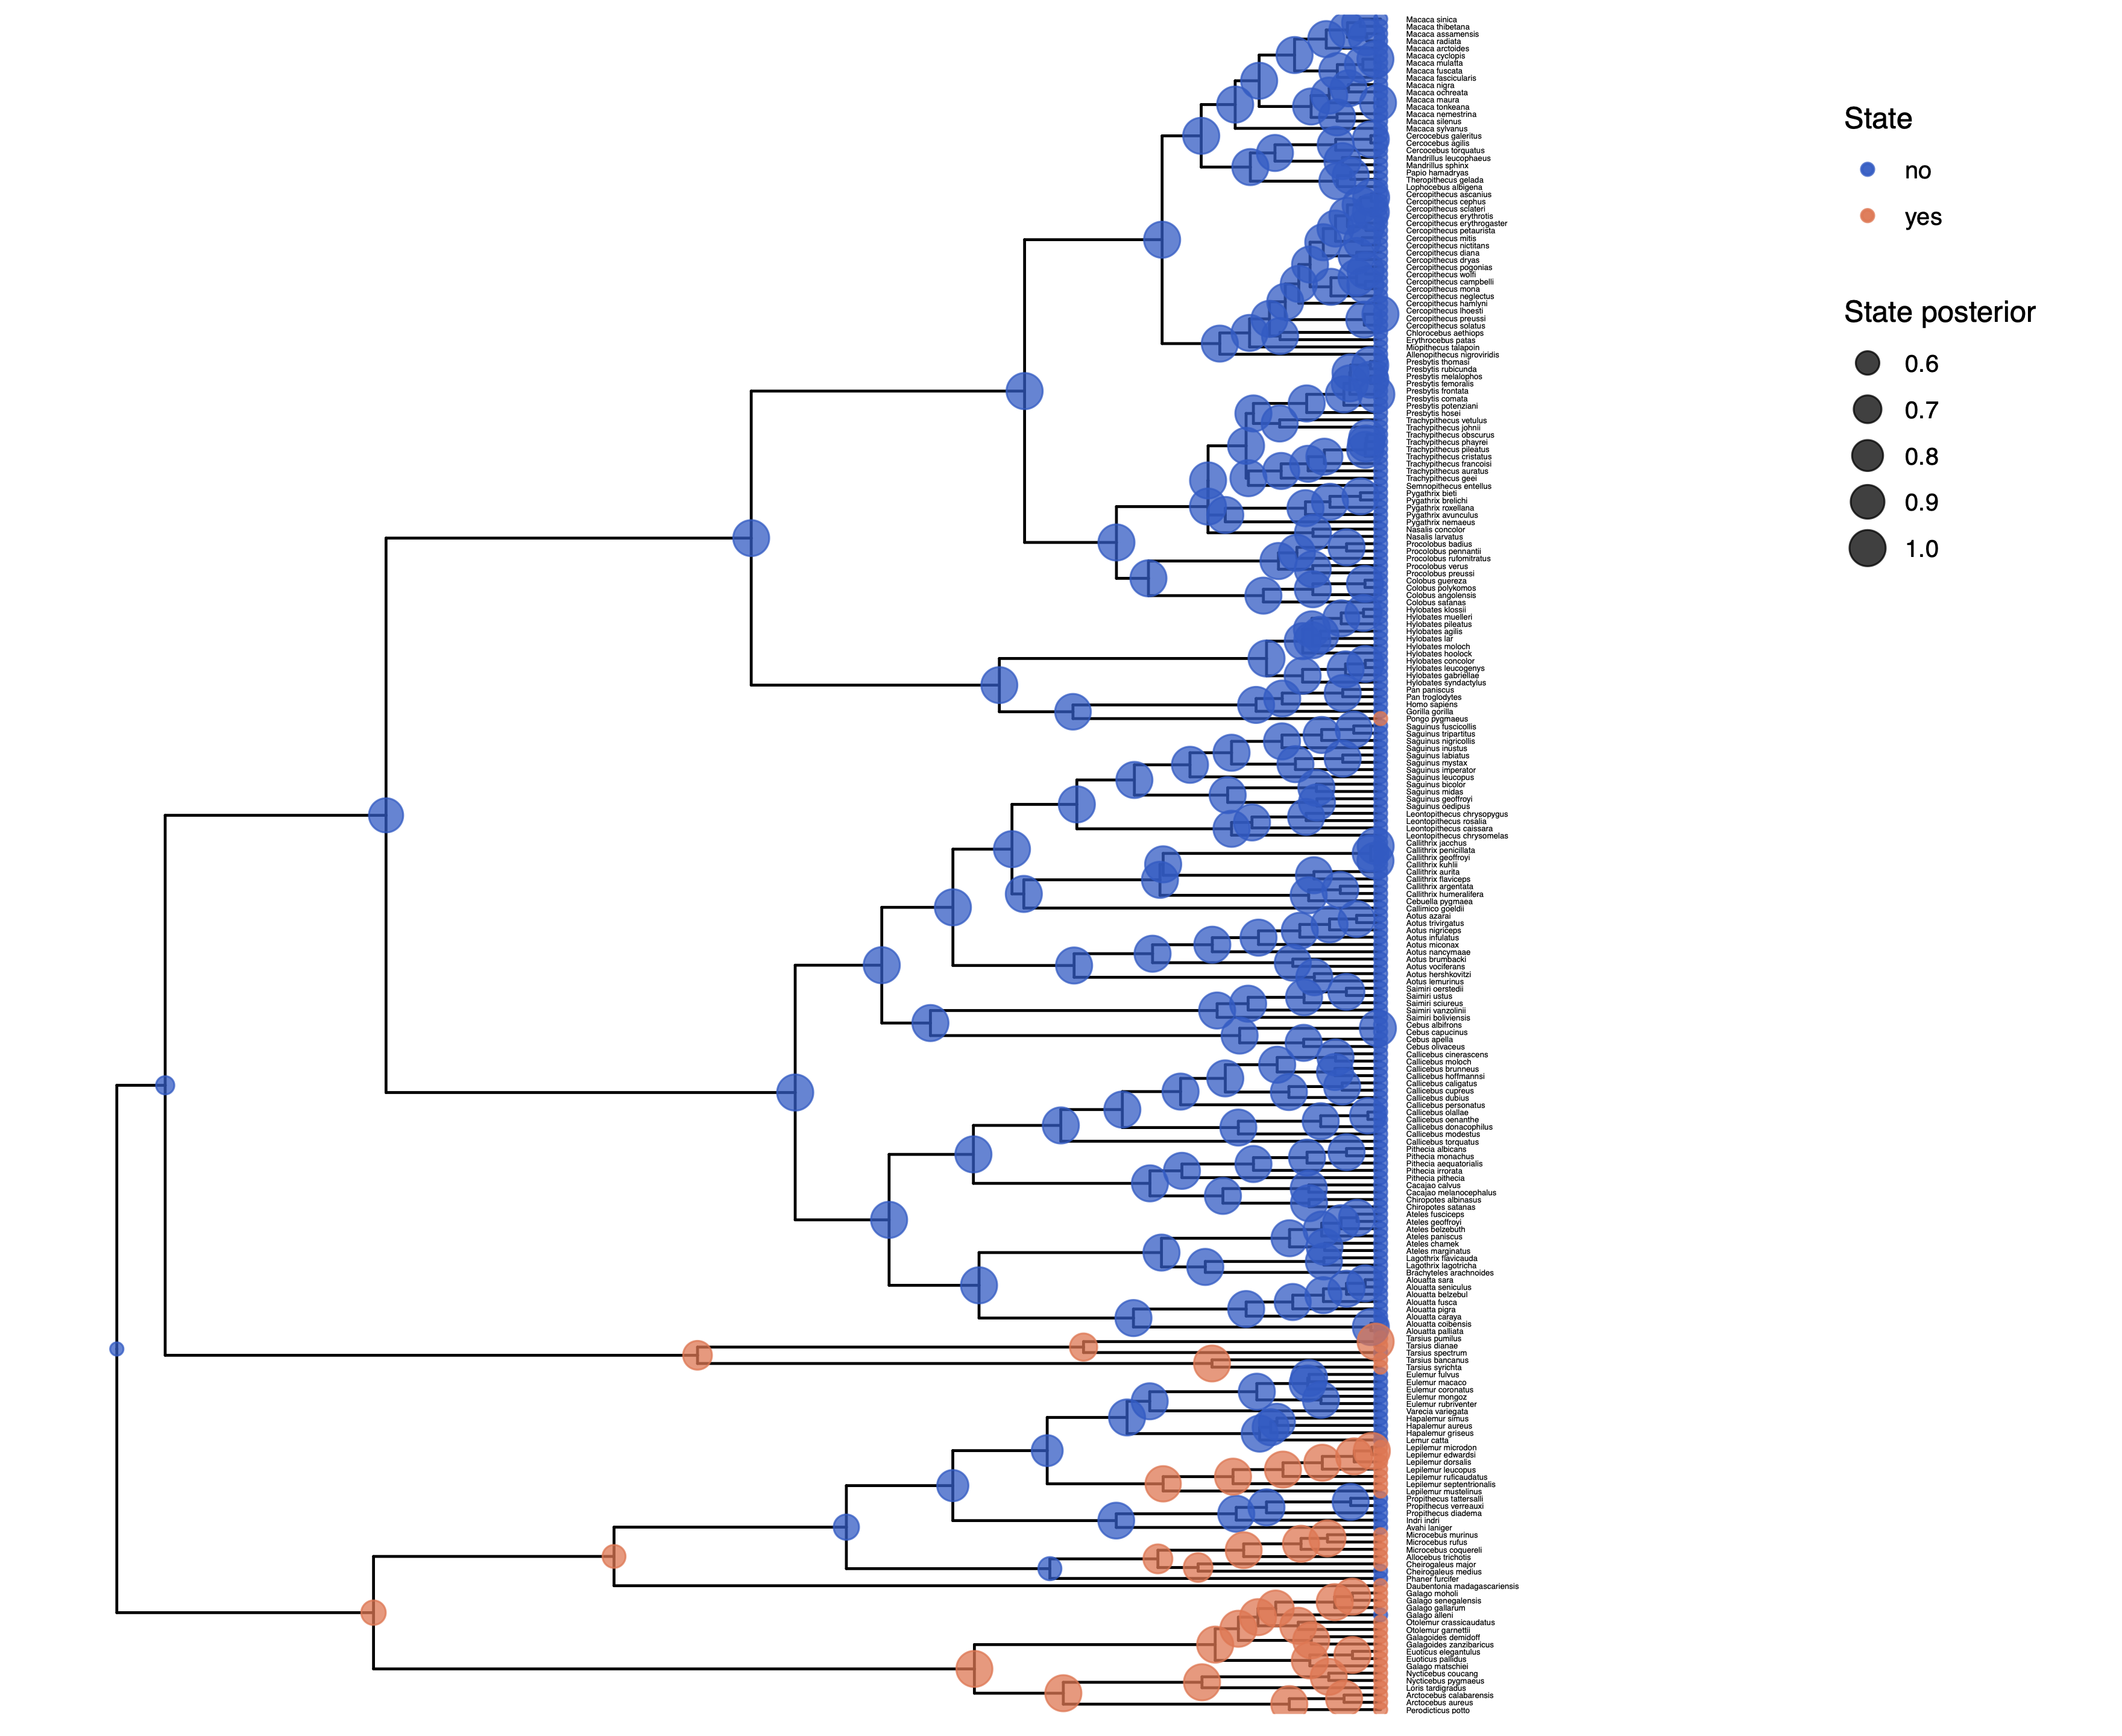 Macaca sinica
Macaca thibetana
Macaca assamensis
Macaca radiata
Macaca arctoides
Macaca cyclopis
Macaca mulatta
Macaca fuscata
Macaca fascicularis
Macaca nigra
Macaca ochreata
Macaca maura
Macaca tonkeana
Macaca nemestrina
Macaca silenus
Macaca sylvanus
Cercocebus galeritus
Cercocebus agilis
Cercocebus torquatus
Mandrillus leucophaeus
Mandrillus sphinx
Papio hamadryas
Theropithecus gelada
Lophocebus albigena
Cercopithecus ascanius
Cercopithecus cephus
Cercopithecus sclateri
Cercopithecus erythrotis
Cercopithecus erythrogaster
Cercopithecus petaurista
Cercopithecus mitis
Cercopithecus nictitans
Cercopithecus diana
Cercopithecus dryas
Cercopithecus pogonias
Cercopithecus wolfi
Cercopithecus campbelli
Cercopithecus mona
Cercopithecus neglectus
Cercopithecus hamlyni
Cercopithecus lhoesti
Cercopithecus preussi
Cercopithecus solatus
Chlorocebus aethiops
Erythrocebus patas
Miopithecus talapoin
Allenopithecus nigroviridis
Presbytis thomasi
Presbytis rubicunda
Presbytis melalophos
Presbytis femoralis
Presbytis frontata
Presbytis comata
Presbytis potenziani
Presbytis hosei
Trachypithecus vetulus
Trachypithecus johnii
Trachypithecus obscurus
Trachypithecus phayrei
Trachypithecus pileatus
Trachypithecus cristatus
Trachypithecus francoisi
Trachypithecus auratus
Trachypithecus geei
Semnopithecus entellus
Pygathrix bieti
Pygathrix brelichi
Pygathrix roxellana
Pygathrix avunculus
Pygathrix nemaeus
Nasalis concolor
Nasalis larvatus
Procolobus badius
Procolobus pennantii
Procolobus rufomitratus
Procolobus verus
Procolobus preussi
Colobus guereza
Colobus polykomos
Colobus angolensis
Colobus satanas
Hylobates klossii
Hylobates muelleri
Hylobates pileatus
Hylobates agilis
Hylobates lar
Hylobates moloch
Hylobates hoolock
Hylobates concolor
Hylobates leucogenys
Hylobates gabriellae
Hylobates syndactylus
Pan paniscus
Pan troglodytes
Homo sapiens
Gorilla gorilla
Pongo pygmaeus
Saguinus fuscicollis
Saguinus tripartitus
Saguinus nigricollis
Saguinus inustus
Saguinus labiatus
Saguinus mystax
Saguinus imperator
Saguinus leucopus
Saguinus bicolor
Saguinus midas
Saguinus geoffroyi
Saguinus oedipus
Leontopithecus chrysopygus
Leontopithecus rosalia
Leontopithecus caissara
Leontopithecus chrysomelas
Callithrix jacchus
Callithrix penicillata
Callithrix geoffroyi
Callithrix kuhlii
Callithrix aurita
Callithrix flaviceps
Callithrix argentata
Callithrix humeralifera
Cebuella pygmaea
Callimico goeldii
Aotus azarai
Aotus trivirgatus
Aotus nigriceps
Aotus infulatus
Aotus miconax
Aotus nancymaae
Aotus brumbacki
Aotus vociferans
Aotus hershkovitzi
Aotus lemurinus
Saimiri oerstedii
Saimiri ustus
Saimiri sciureus
Saimiri vanzolinii
Saimiri boliviensis
Cebus albifrons
Cebus capucinus
Cebus apella
Cebus olivaceus
Callicebus cinerascens
Callicebus moloch
Callicebus brunneus
Callicebus hoffmannsi
Callicebus caligatus
Callicebus cupreus
Callicebus dubius
Callicebus personatus
Callicebus olallae
Callicebus oenanthe
Callicebus donacophilus
Callicebus modestus
Callicebus torquatus
Pithecia albicans
Pithecia monachus
Pithecia aequatorialis
Pithecia irrorata
Pithecia pithecia
Cacajao calvus
Cacajao melanocephalus
Chiropotes albinasus
Chiropotes satanas
Ateles fusciceps
Ateles geoffroyi
Ateles belzebuth
Ateles paniscus
Ateles chamek
Ateles marginatus
Lagothrix flavicauda
Lagothrix lagotricha
Brachyteles arachnoides
Alouatta sara
Alouatta seniculus
Alouatta belzebul
Alouatta fusca
Alouatta pigra
Alouatta caraya
Alouatta coibensis
Alouatta palliata
Tarsius pumilus
Tarsius dianae
Tarsius spectrum
Tarsius bancanus
Tarsius syrichta
Eulemur fulvus
Eulemur macaco
Eulemur coronatus
Eulemur mongoz
Eulemur rubriventer
Varecia variegata
Hapalemur simus
Hapalemur aureus
Hapalemur griseus
Lemur catta
Lepilemur microdon
Lepilemur edwardsi
Lepilemur dorsalis
Lepilemur leucopus
Lepilemur ruficaudatus
Lepilemur septentrionalis
Lepilemur mustelinus
Propithecus tattersalli
Propithecus verreauxi
Propithecus diadema
Indri indri
Avahi laniger
Microcebus murinus
Microcebus rufus
Microcebus coquereli
Allocebus trichotis
Cheirogaleus major
Cheirogaleus medius
Phaner furcifer
Daubentonia madagascariensis
Galago moholi
Galago senegalensis
Galago gallarum
Galago alleni
Otolemur crassicaudatus
Otolemur garnettii
Galagoides demidoff
Galagoides zanzibaricus
Euoticus elegantulus
Euoticus pallidus
Galago matschiei
Nycticebus coucang
Nycticebus pygmaeus
Loris tardigradus
Arctocebus calabarensis
Arctocebus aureus
Perodicticus potto
State
no
yes
State posterior
0.6
0.7
0.8
0.9
1.0